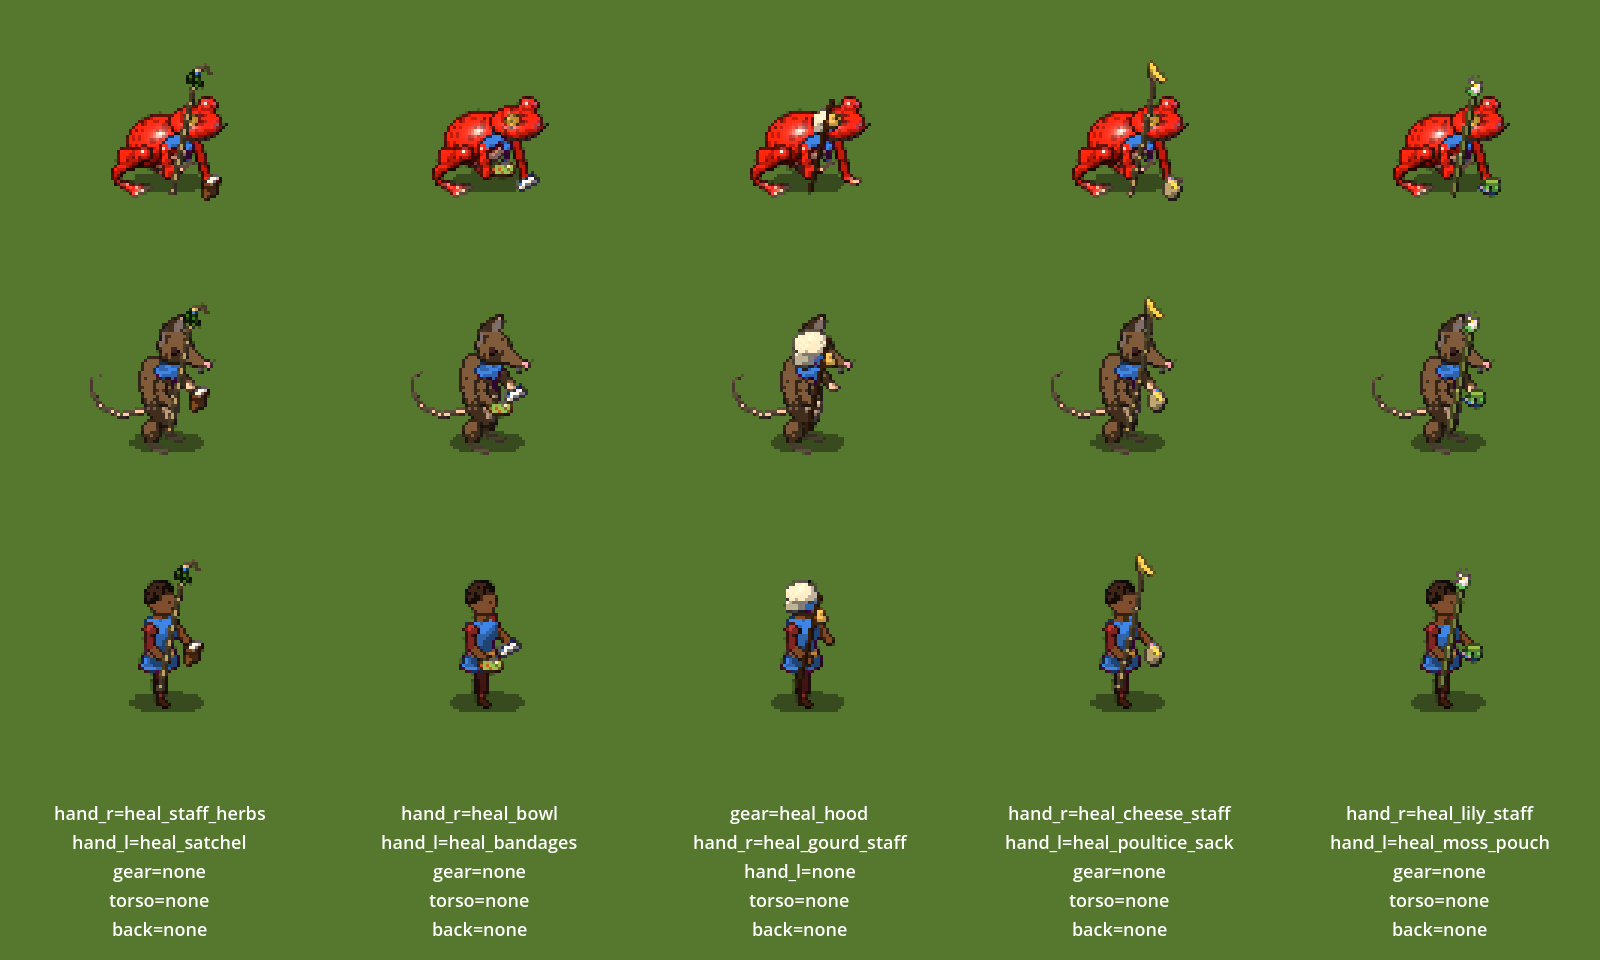 hand_r=heal_staff_herbs
hand_l=heal_satchel
gear=none
torso=none
back=none
hand_r=heal_bowl
hand_l=heal_bandages
gear=none
torso=none
back=none
gear=heal_hood
hand_r=heal_gourd_staff
hand_l=none
torso=none
back=none
hand_r=heal_cheese_staff
hand_l=heal_poultice_sack
gear=none
torso=none
back=none
hand_r=heal_lily_staff
hand_l=heal_moss_pouch
gear=none
torso=none
back=none